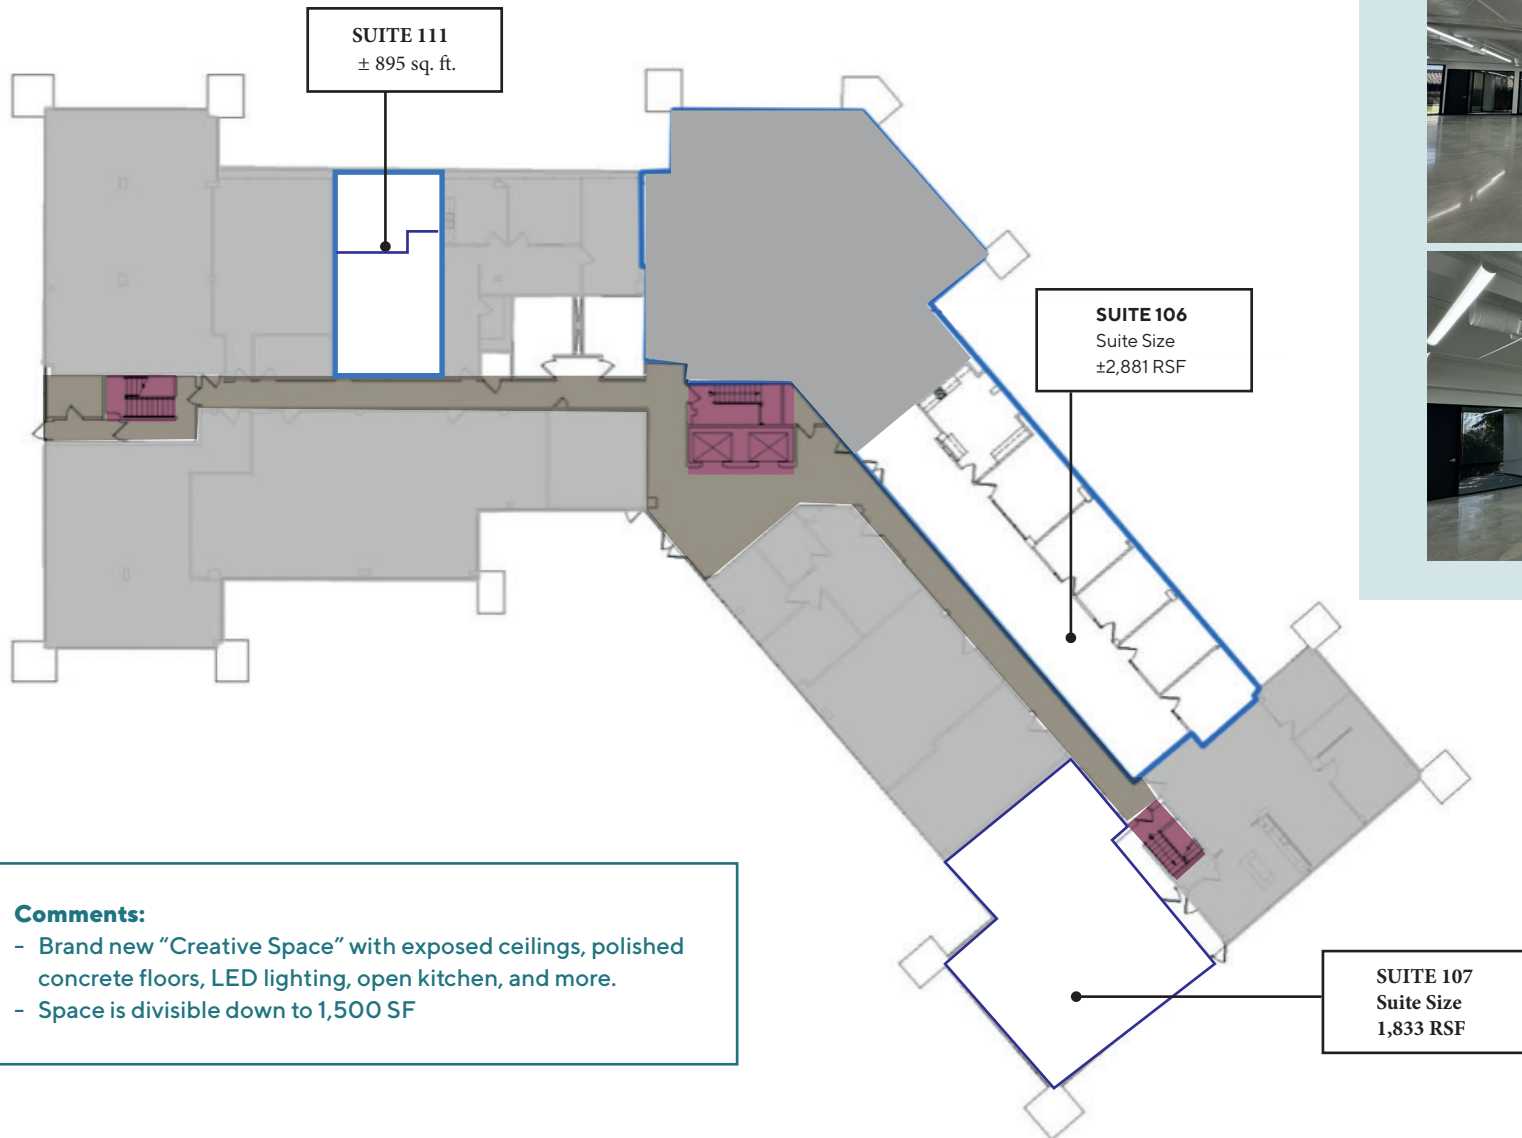 SUITE 111
± 895 sq. ft.
SUITE 106
Suite Size
±2,881 RSF
Comments:
- Brand new “Creative Space” with exposed ceilings, polished
concrete floors, LED lighting, open kitchen, and more.
- Space is divisible down to 1,500 SF
SUITE 107
Suite Size
1,833 RSF